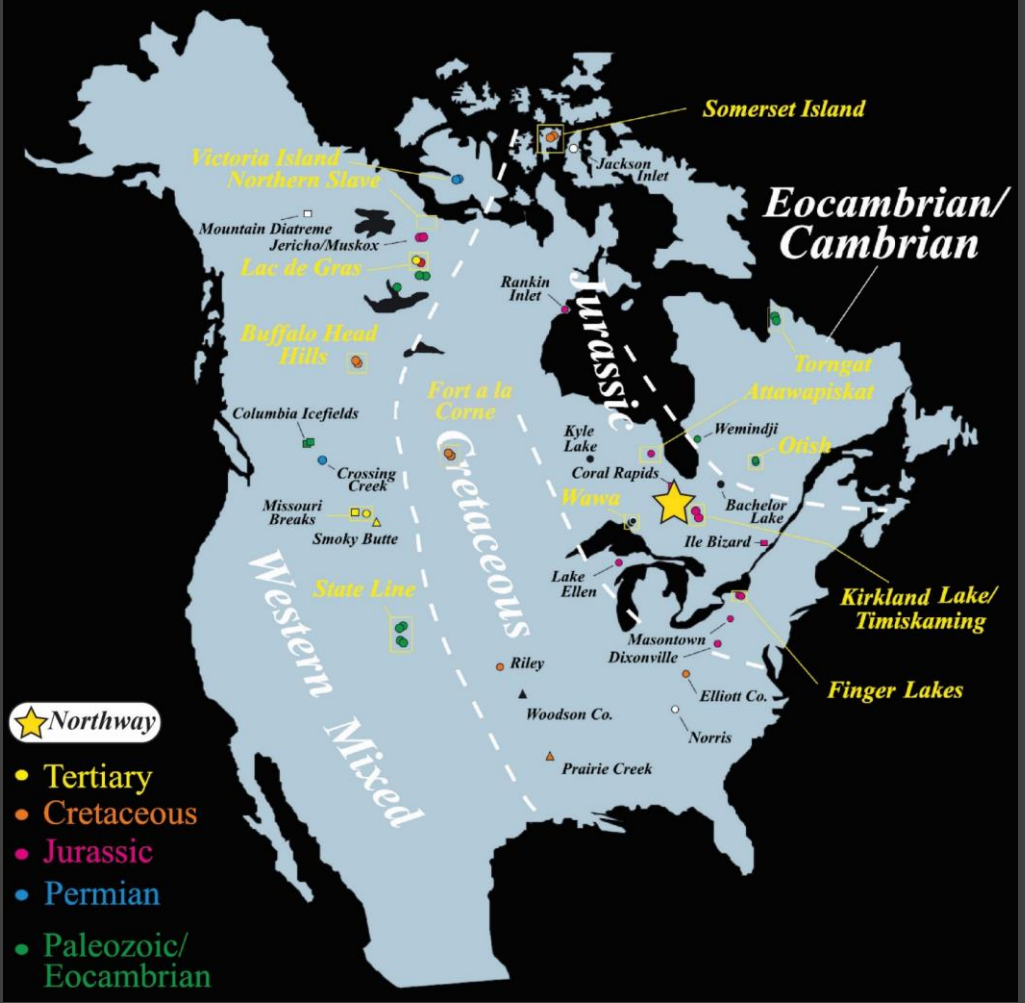 Somerset Island
Victoria Island
Northern Slave
Jackson
Inlet
Eocambrian/
Cambrian
Mountain Diatreme
Jericho/Muskox
Lac de Gras
Rankin
Inlet
Jurassic
Buffalo Head
Hills
Torngat
Attawapiskat
Fort a la
Corne
Columbia Icefields
Cretaceous
Kyle
Lake
Wemindji
Otish
Crossing
Creek
Coral Rapids
Wawa
Bachelor
Lake
Missouri
Breaks
Smoky Butte
Ile Bizard
Lake
Ellen
Western Mixed
State Line
Kirkland Lake/
Timiskaming
Masontown
Dixonville
Riley
Elliott Co.
Finger Lakes
Woodson Co.
Norris
Prairie Creek
Northway
Tertiary
Cretaceous
Jurassic
Permian
Paleozoic/
Eocambrian